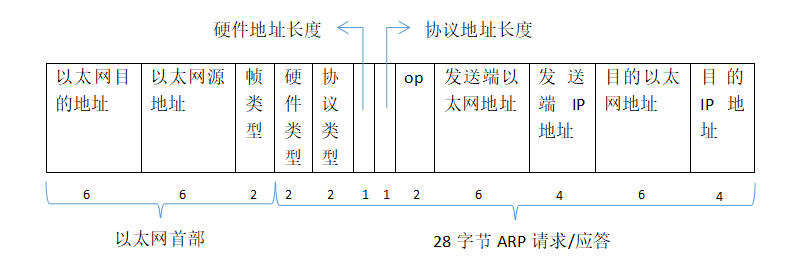 硬件地址长度
协议地址长度
以太网目
的地址
以太网源
地址
帧
类
型
硬
件
类
型
协
议
类
型
op
发送端以
太网地址
发送
端 IP
地址
目的以太
网地址
目的
IP 地
址
6
6
2
2
2
1
1
2
6
4
6
4
以太网首部
28 字节 ARP 请求/应答